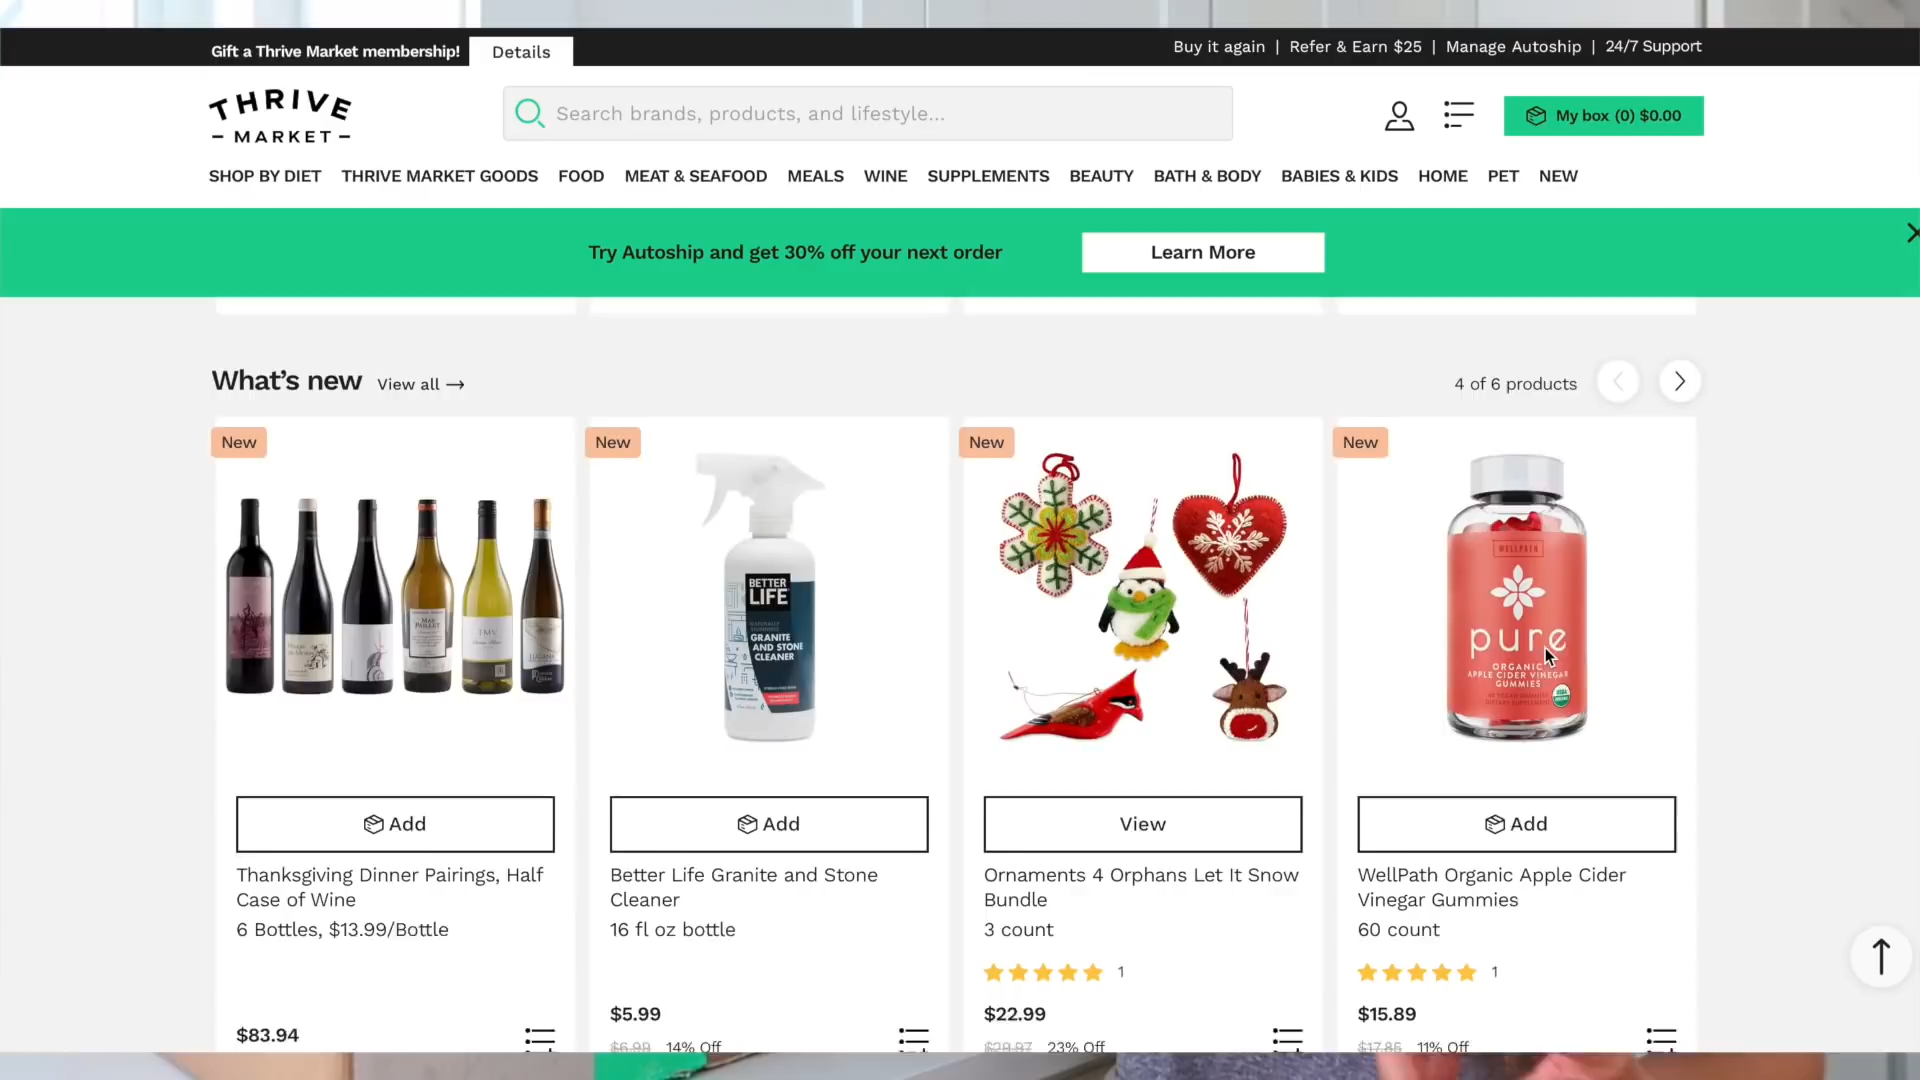 Gift a Thrive Market membership!
Details
Buy it again | Refer & Earn $25 | Manage Autoship | 24/7 Support
THRIVE
MARKET
Search brands, products, and lifestyle...
My box (0) $0.00
SHOP BY DIET THRIVE MARKET GOODS FOOD MEAT & SEAFOOD MEALS WINE SUPPLEMENTS BEAUTY BATH & BODY BABIES & KIDS HOME PET NEW
Try Autoship and get 30% off your next order
Learn More
What's new View all →
4 of 6 products
New
New
New
New
BETTER
LIFE
GRANITE
AND STONE
CLEANER
WELLPATH
pure
ORGANIC
APPLE CIDER VINEGAR
GUMMIES
Add
Add
View
Add
Thanksgiving Dinner Pairings, Half
Case of Wine
6 Bottles, $13.99/Bottle
$83.94
Better Life Granite and Stone
Cleaner
16 fl oz bottle
$5.99
$6.99 14% Off
Ornaments 4 Orphans Let It Snow
Bundle
3 count
1
$22.99
$29.97 23% Off
WellPath Organic Apple Cider
Vinegar Gummies
60 count
1
$15.89
$17.85 11% Off